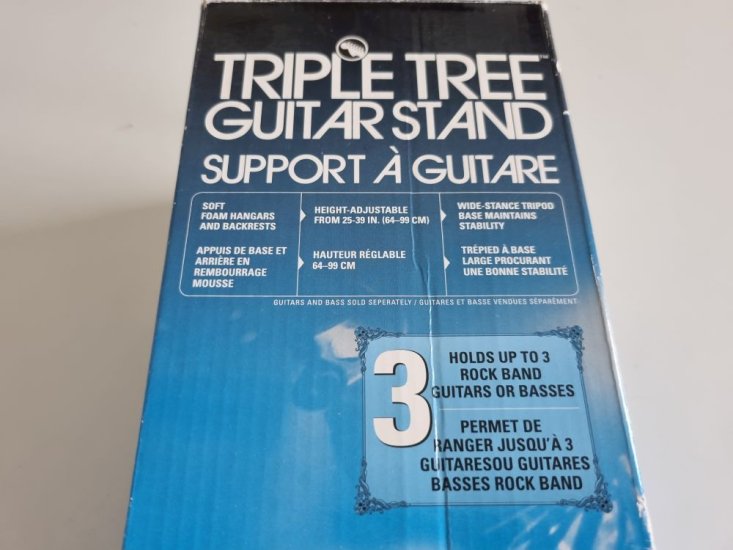 TRIPLE TREE™
GUITAR STAND
SUPPORT À GUITARE
SOFT
FOAM HANGARS
AND BACKRESTS
HEIGHT-ADJUSTABLE
FROM 25-39 IN. (64–99 CM)
WIDE-STANCE TRIPOD
BASE MAINTAINS
STABILITY
APPUIS DE BASE ET
ARRIÈRE EN
REMBOURRAGE
MOUSSE
HAUTEUR RÉGLABLE
64–99 CM
TRÉPIED À BASE
LARGE PROCURANT
UNE BONNE STABILITÉ
GUITARS AND BASS SOLD SEPERATELY / GUITARES ET BASSE VENDUES SÉPARÉMENT
3
HOLDS UP TO 3
ROCK BAND
GUITARS OR BASSES
PERMET DE
RANGER JUSQU'À 3
GUITARESOU GUITARES
BASSES ROCK BAND